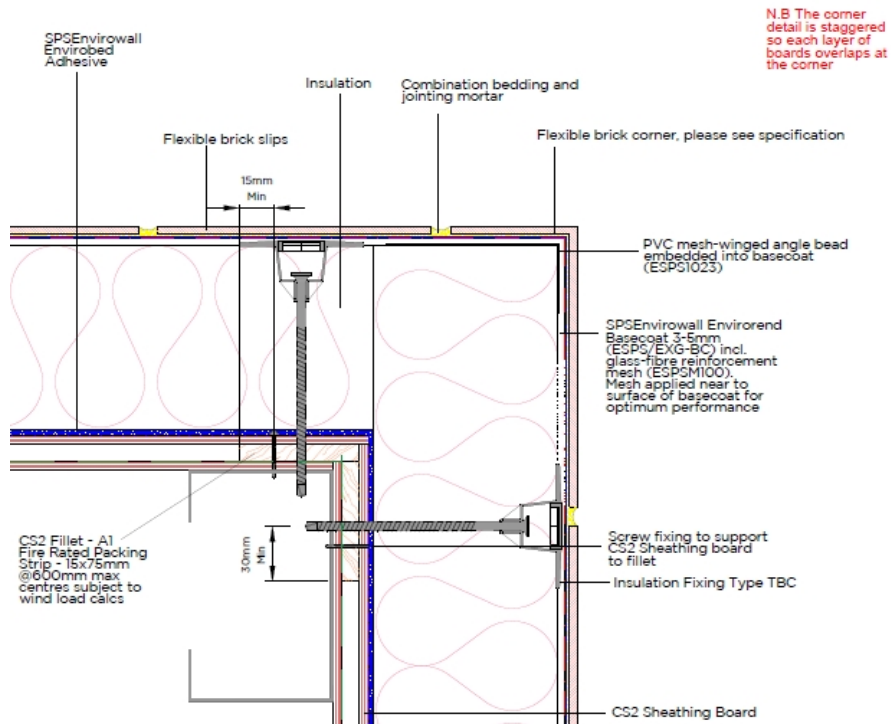 N.B The corner
detail is staggered
so each layer of
boards overlaps at
the corner
SPSEnvirowall
Envirobed
Adhesive
Insulation
Combination bedding and
jointing mortar
Flexible brick slips
Flexible brick corner, please see specification
15mm
Min
PVC mesh-winged angle bead
embedded into basecoat
(ESPS1023)
SPSEnvirowall Envirorend
Basecoat 3-5mm
(ESPS/EXG-BC) incl.
glass-fibre reinforcement
mesh (ESPSM100).
Mesh applied near to
surface of basecoat for
optimum performance
CS2 Fillet - A1
Fire Rated Packing
Strip - 15x75mm
@600mm max
centres subject to
wind load calcs
30mm
Min
Screw fixing to support
CS2 Sheathing board
to fillet
Insulation Fixing Type TBC
CS2 Sheathing Board